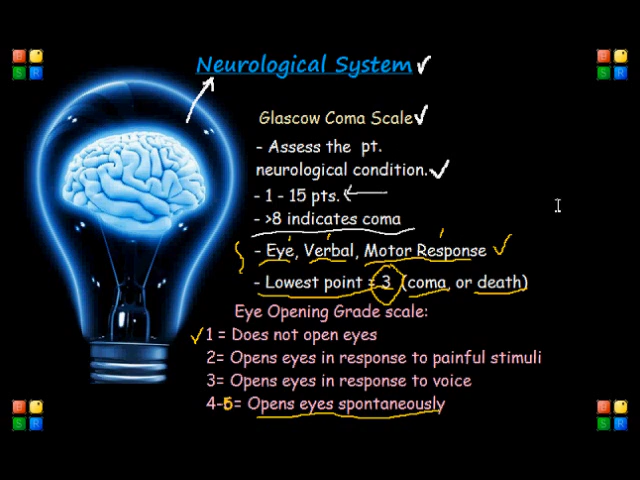 Neurological System
Glascow Coma Scale
- Assess the pt.
neurological condition.
- 1 - 15 pts.
- >8 indicates coma
- Eye, Verbal, Motor Response
- Lowest point = 3 (coma or death)
Eye Opening Grade scale:
1 = Does not open eyes
2= Opens eyes in response to painful stimuli
3= Opens eyes in response to voice
4-5= Opens eyes spontaneously
B
S R
B
S R
B
S R
B
S R